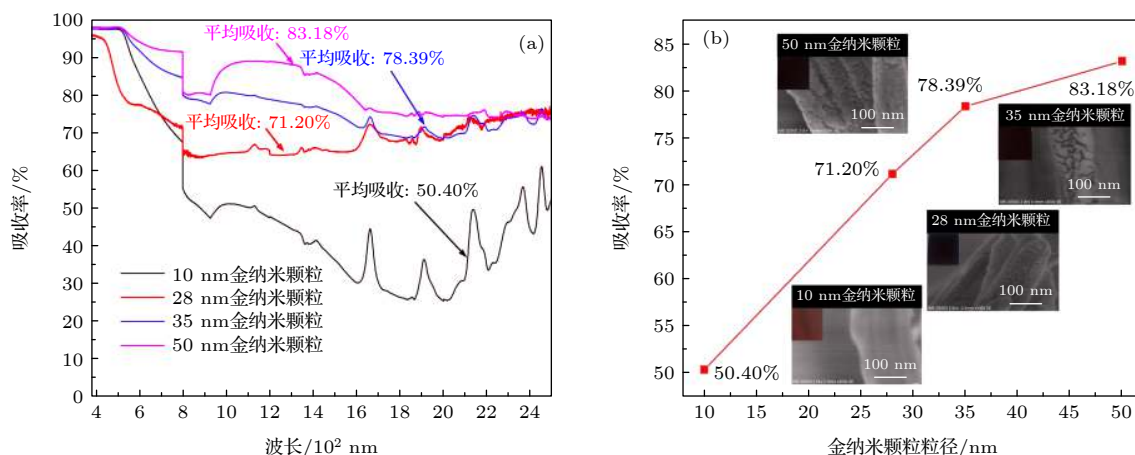 (a)
100
90
80
70
60
50
40
30
20
10
0
吸收率/%
平均吸收: 83.18%
平均吸收: 78.39%
平均吸收: 71.20%
平均吸收: 50.40%
10 nm金纳米颗粒
28 nm金纳米颗粒
35 nm金纳米颗粒
50 nm金纳米颗粒
4 6 8 10 12 14 16 18 20 22 24
波长/10² nm
(b)
85
80
75
70
65
60
55
50
吸收率/%
50 nm金纳米颗粒
100 nm
78.39%
83.18%
35 nm金纳米颗粒
100 nm
71.20%
28 nm金纳米颗粒
100 nm
10 nm金纳米颗粒
100 nm
50.40%
10 15 20 25 30 35 40 45 50
金纳米颗粒粒径/nm